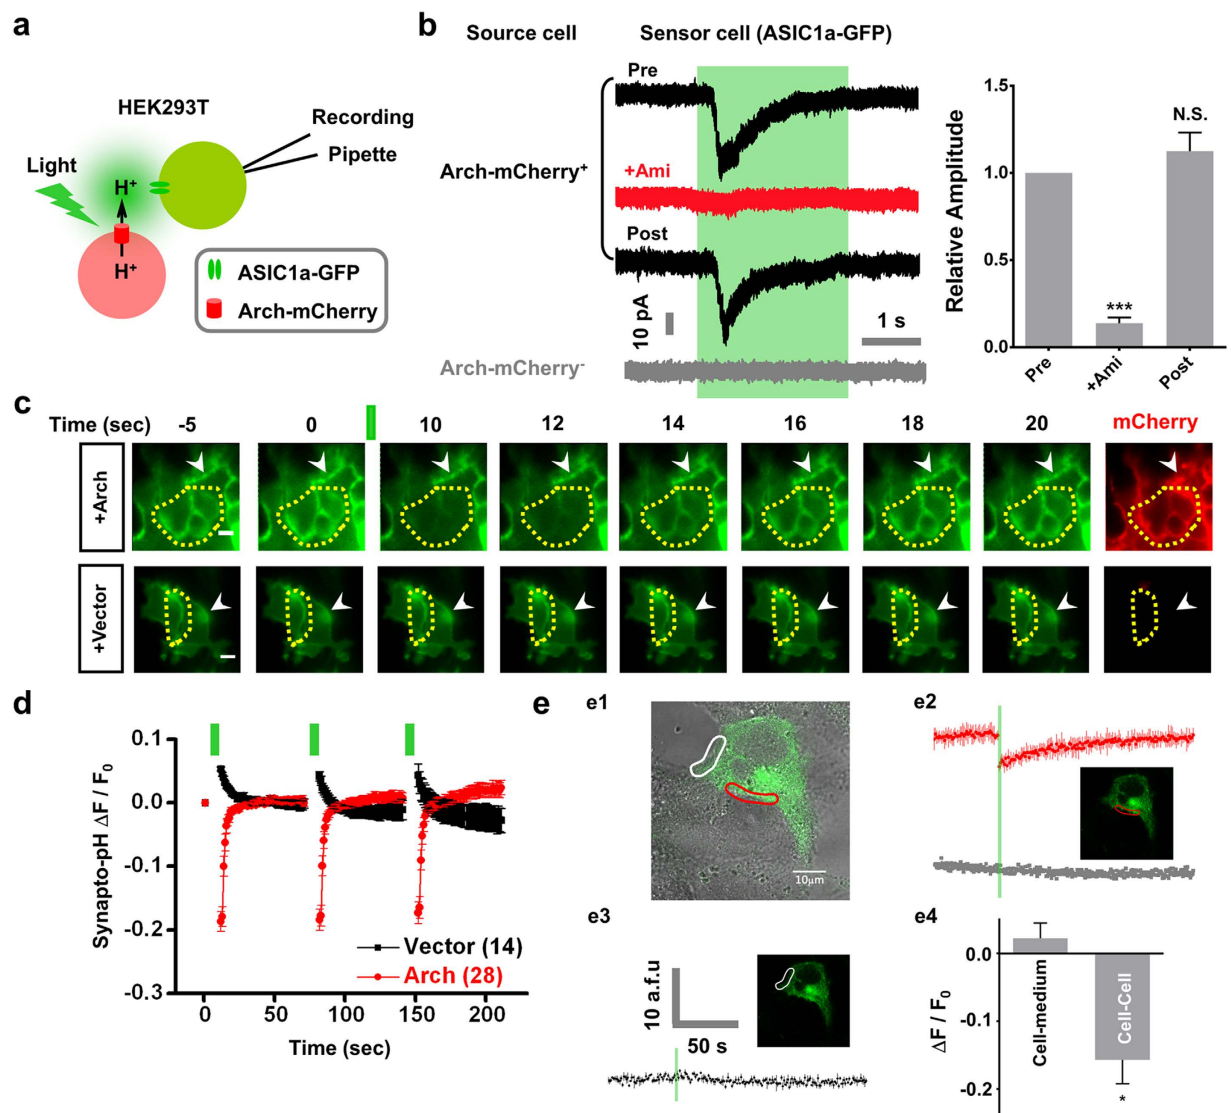 a
HEK293T
Recording
Pipette
Light
H+
H+
ASIC1a-GFP
Arch-mCherry
b
Source cell
Sensor cell (ASIC1a-GFP)
Pre
Arch-mCherry+
+Ami
Post
10 pA
1 s
Arch-mCherry-
Relative Amplitude
1.5
1.0
0.5
0.0
N.S.
***
Pre
+Ami
Post
c
Time (sec) -5 0 10 12 14 16 18 20 mCherry
+Arch
+Vector
d
Synapto-pH ΔF / F0
0.1
0.0
-0.1
-0.2
-0.3
Vector (14)
Arch (28)
0 50 100 150 200
Time (sec)
e
e1
10μm
e2
e3
10 a.f.u
50 s
e4
ΔF / F0
0.0
-0.1
-0.2
Cell-medium
Cell-Cell
*